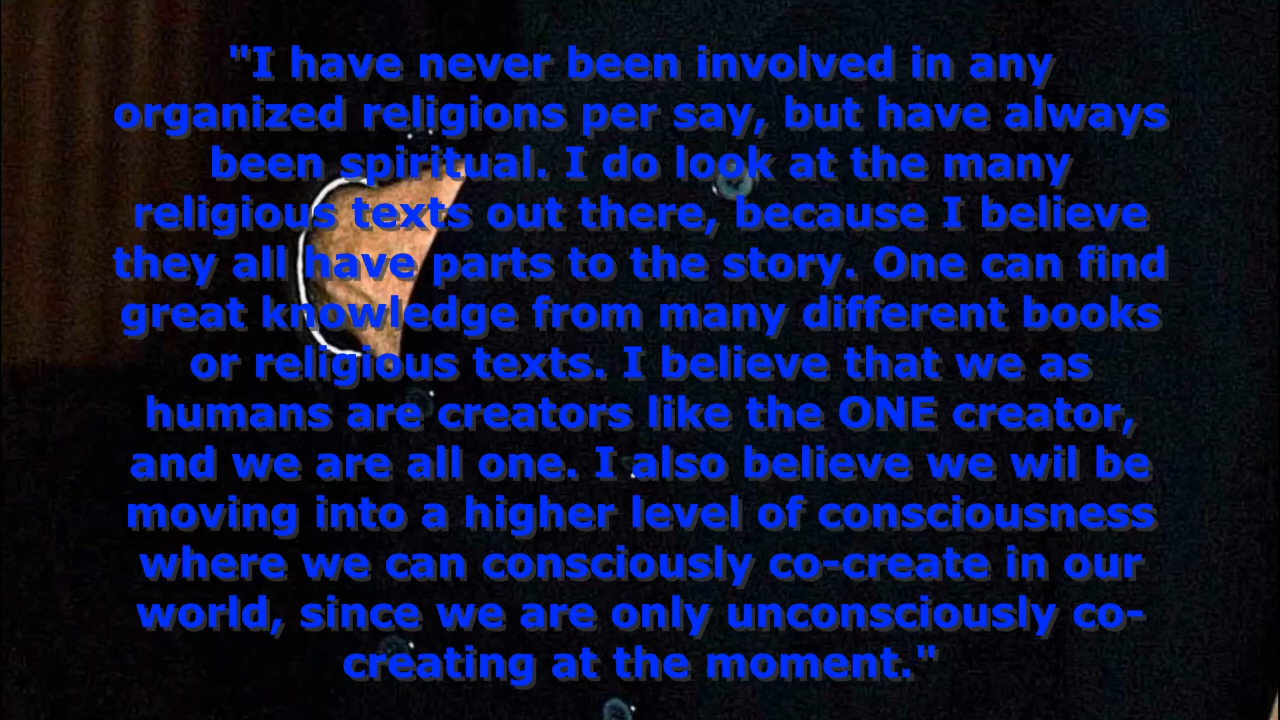 "I have never been involved in any
organized religions per say, but have always
been spiritual. I do look at the many
religious texts out there, because I believe
they all have parts to the story. One can find
great knowledge from many different books
or religious texts. I believe that we as
humans are creators like the ONE creator,
and we are all one. I also believe we wil be
moving into a higher level of consciousness
where we can consciously co-create in our
world, since we are only unconsciously co-
creating at the moment."